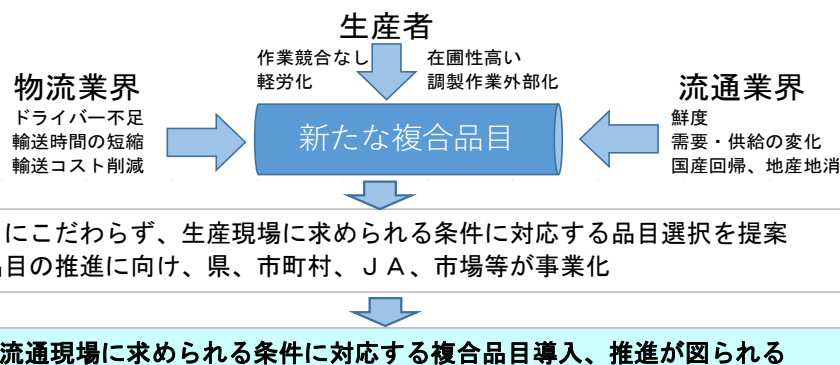 生産者
作業競合なし
軽労化
在圃性高い
調製作業外部化
物流業界
ドライバー不足
輸送時間の短縮
輸送コスト削減
新たな複合品目
流通業界
鮮度
需要・供給の変化
国産回帰、地産地消
にこだわらず、生産現場に求められる条件に対応する品目選択を提案
品目の推進に向け、県、市町村、ＪＡ、市場等が事業化
流通現場に求められる条件に対応する複合品目導入、推進が図られる